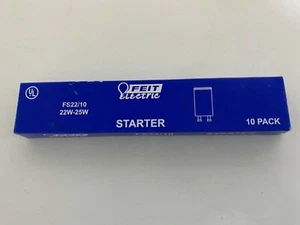 UL
FS22/10
22W-25W
FEIT
Electric
STARTER
10 PACK